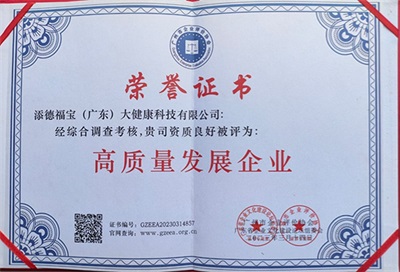 荣誉证书
添德福宝（广东）大健康科技有限公司：
经综合调查考核，贵司资质良好被评为：
高质量发展企业
证书编号：GZEEA20230314857
官网查询：www.gzeea.org.cn